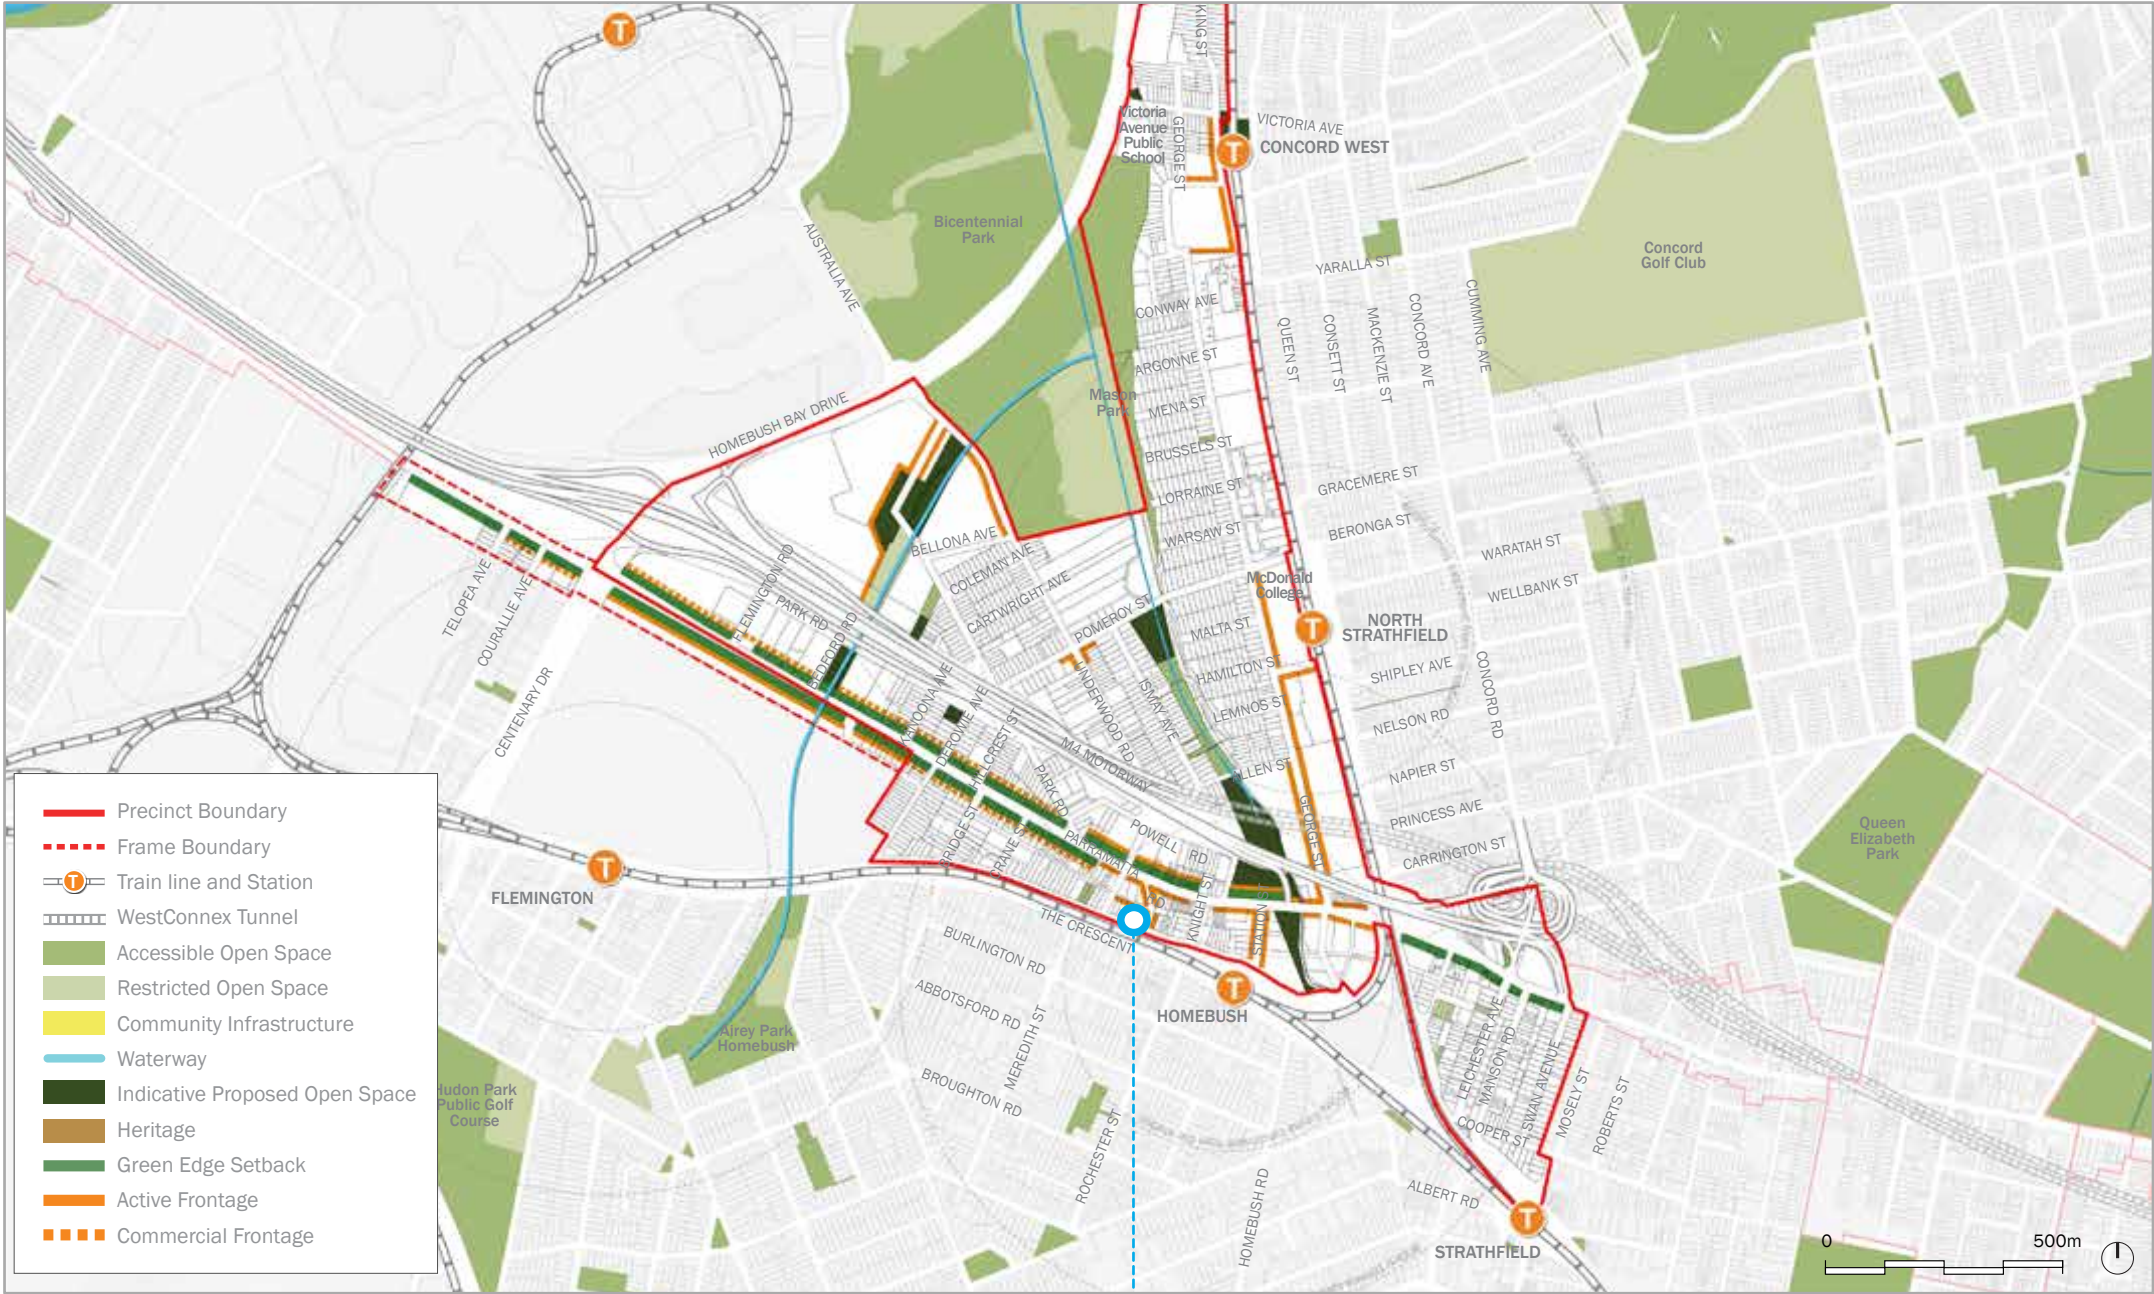 T
KING ST
Victoria
Avenue
Public
School
GEORGE ST
VICTORIA AVE
T
CONCORD WEST
Bicentennial
Park
AUSTRALIA AVE
Concord
Golf Club
YARALLA ST
CONWAY AVE
QUEEN ST
CONSETT ST
MACKENZIE ST
CONCORD AVE
CUMMING AVE
ARGONNE ST
Mason
Park
MENA ST
HOMEBUSH BAY DRIVE
BRUSSELS ST
LORRAINE ST
GRACEMERE ST
WARSAW ST
BERONGA ST
WARATAH ST
WELLBANK ST
BELLONA AVE
COLEMAN AVE
CARTWRIGHT AVE
POMEROY ST
McDonald
College
T
NORTH
STRATHFIELD
TELOPEA AVE
COURALLIE AVE
FLEMINGTON RD
PARK RD
BEDFORD RD
MALTA ST
HAMILTON ST
SHIPLEY AVE
CONCORD RD
CENTENARY DR
KANOONA AVE
DEROWIE AVE
HILLCREST ST
UNDERWOOD RD
ISMAY AVE
LEMNOS ST
NELSON RD
M4 MOTORWAY
ALLEN ST
NAPIER ST
PARK RD
GEORGE ST
PRINCESS AVE
BRIDGE ST
CRANE ST
PARRAMATTA
RD
POWELL RD
CARRINGTON ST
Queen
Elizabeth
Park
T
FLEMINGTON
KNIGHT ST
STATION ST
THE CRESCENT
BURLINGTON RD
ABBOTSFORD RD
MEREDITH ST
T
HOMEBUSH
Airey Park
Homebush
BROUGHTON RD
ROCHESTER ST
HOMEBUSH RD
LEICHESTER AVE
MANSON RD
SWAN AVENUE
MOSELY ST
ROBERTS ST
COOPER ST
ALBERT RD
T
STRATHFIELD
Hudon Park
Public Golf
Course
Precinct Boundary
Frame Boundary
T Train line and Station
WestConnex Tunnel
Accessible Open Space
Restricted Open Space
Community Infrastructure
Waterway
Indicative Proposed Open Space
Heritage
Green Edge Setback
Active Frontage
Commercial Frontage
0 500m